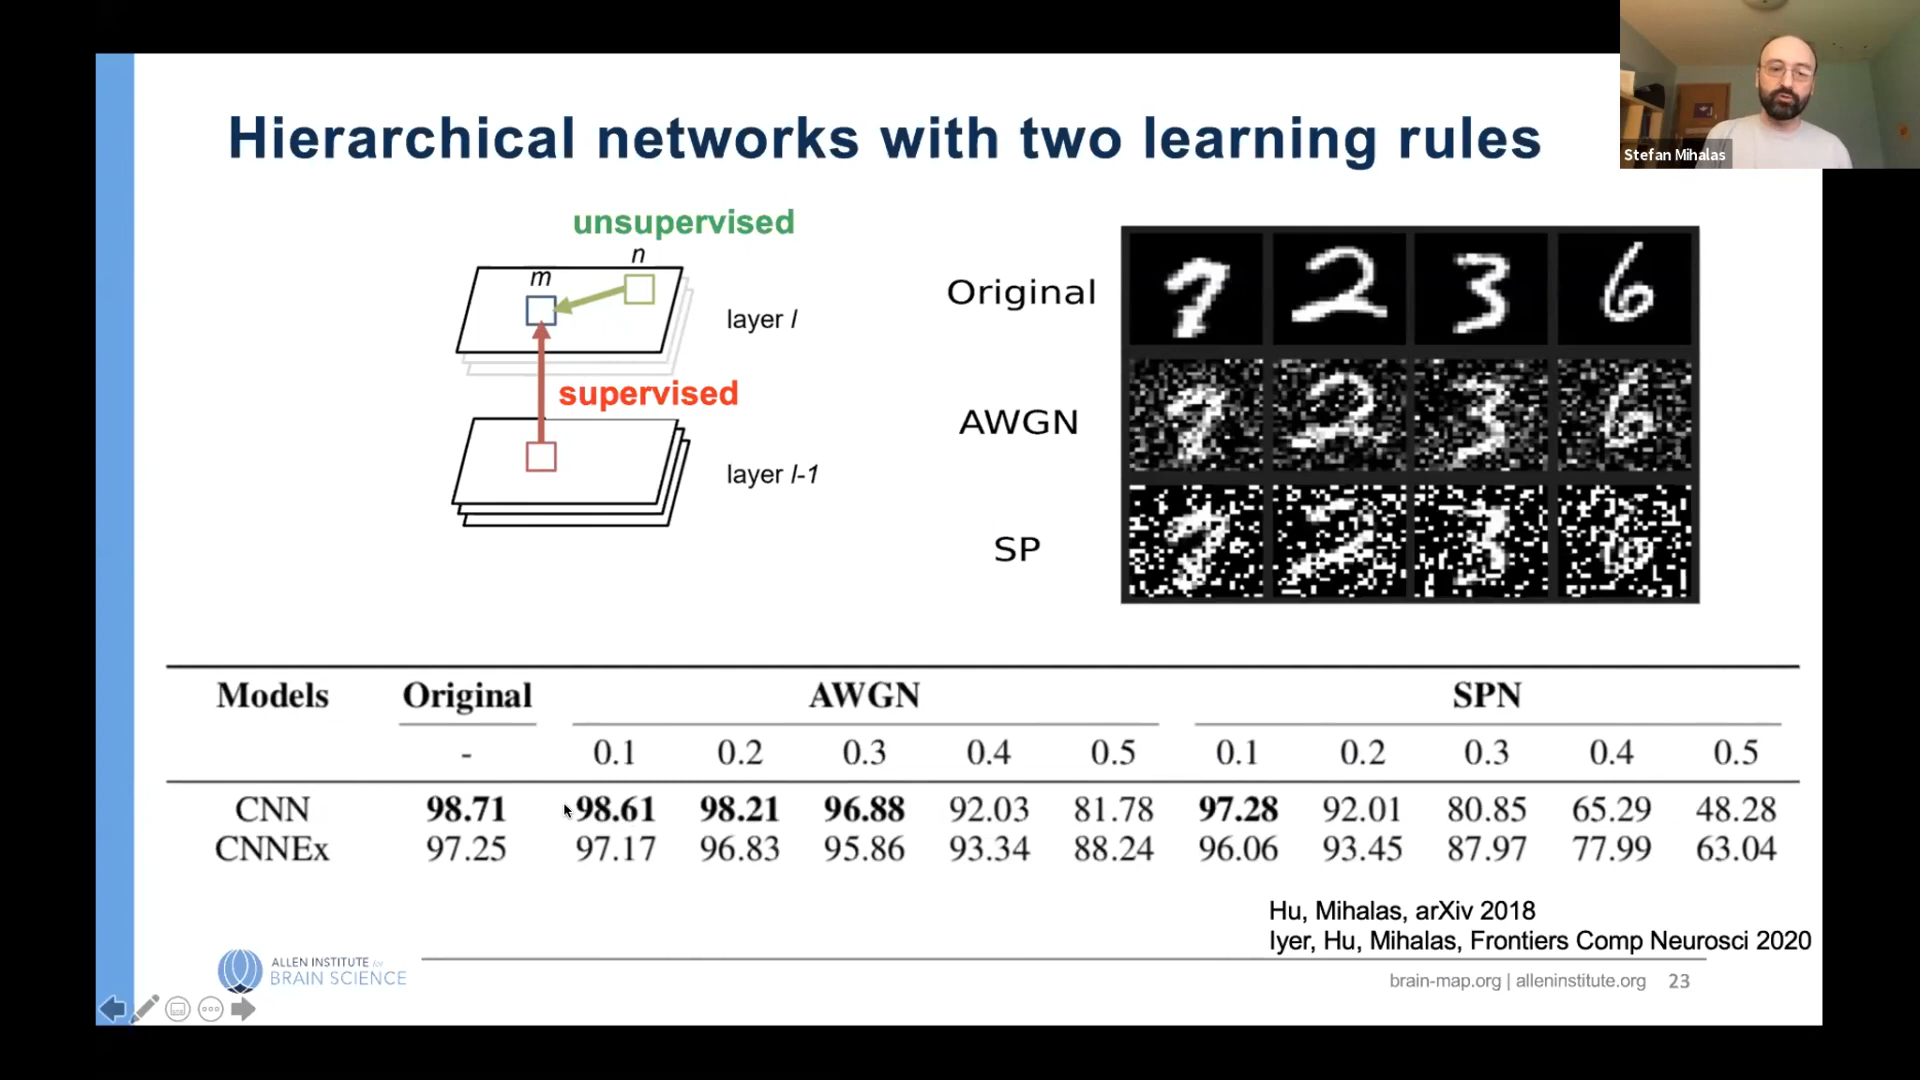 Hierarchical networks with two learning rules
Stefan Mihalas
unsupervised
n
m
layer l
supervised
layer l-1
Original
AWGN
SP
Models Original AWGN SPN
- 0.1 0.2 0.3 0.4 0.5 0.1 0.2 0.3 0.4 0.5
CNN 98.71 98.61 98.21 96.88 92.03 81.78 97.28 92.01 80.85 65.29 48.28
CNNEx 97.25 97.17 96.83 95.86 93.34 88.24 96.06 93.45 87.97 77.99 63.04
Hu, Mihalas, arXiv 2018
Iyer, Hu, Mihalas, Frontiers Comp Neurosci 2020
ALLEN INSTITUTE for
BRAIN SCIENCE
brain-map.org | alleninstitute.org 23